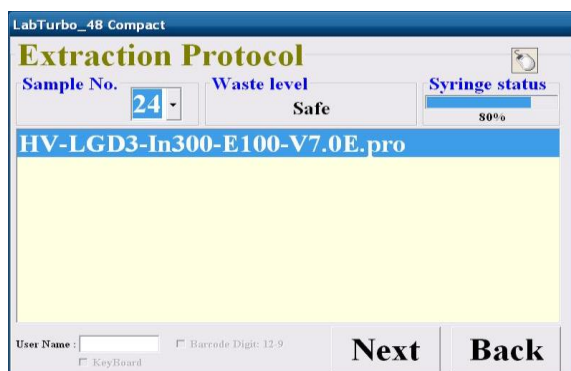 LabTurbo_48 Compact
Extraction Protocol
Sample No.
24
Waste level
Safe
Syringe status
80%
HV-LGD3-In300-E100-V7.0E.pro
User Name :
Barcode Digit: 12-9
KeyBoard
Next
Back